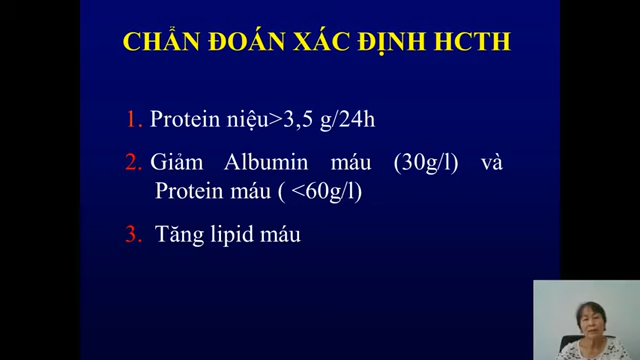 CHẨN ĐOÁN XÁC ĐỊNH HCTH
1. Protein niệu>3,5 g/24h
2. Giảm Albumin máu (30g/l) và
Protein máu ( <60g/l)
3. Tăng lipid máu